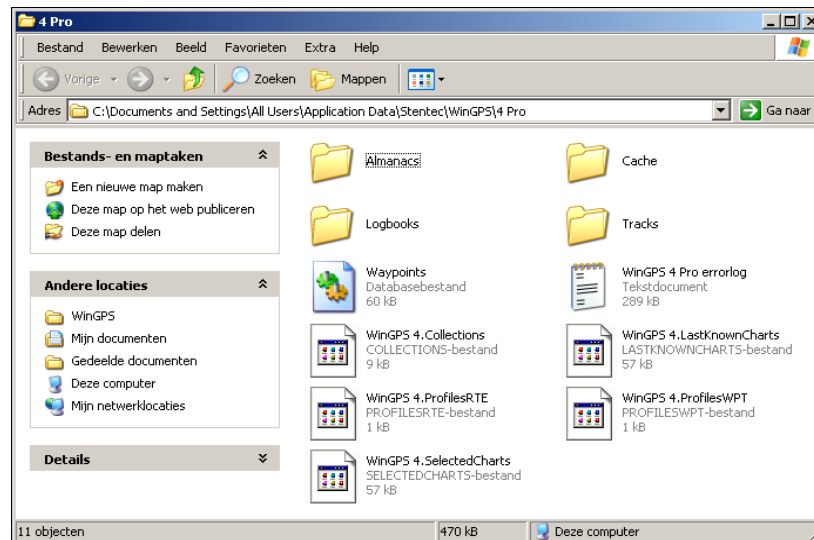 4 Pro
Bestand Bewerken Beeld Favorieten Extra Help
Vorige Zoeken Mappen
Adres C:\Documents and Settings\All Users\Application Data\Stentec\WinGPS\4 Pro Ga naar
Bestands- en maptaken
Een nieuwe map maken
Deze map op het web publiceren
Deze map delen
Andere locaties
WinGPS
Mijn documenten
Gedeelde documenten
Deze computer
Mijn netwerklocaties
Details
Almanacs
Cache
Logbooks
Tracks
Waypoints
Databasebestand
60 kB
WinGPS 4 Pro errorlog
Tekstdocument
289 kB
WinGPS 4.Collections
COLLECTIONS-bestand
9 kB
WinGPS 4.LastKnownCharts
LASTKNOWNCHARTS-bestand
57 kB
WinGPS 4.ProfilesRTE
PROFILESRTE-bestand
1 kB
WinGPS 4.ProfilesWPT
PROFILESWPT-bestand
1 kB
WinGPS 4.SelectedCharts
SELECTEDCHARTS-bestand
57 kB
11 objecten 470 kB Deze computer